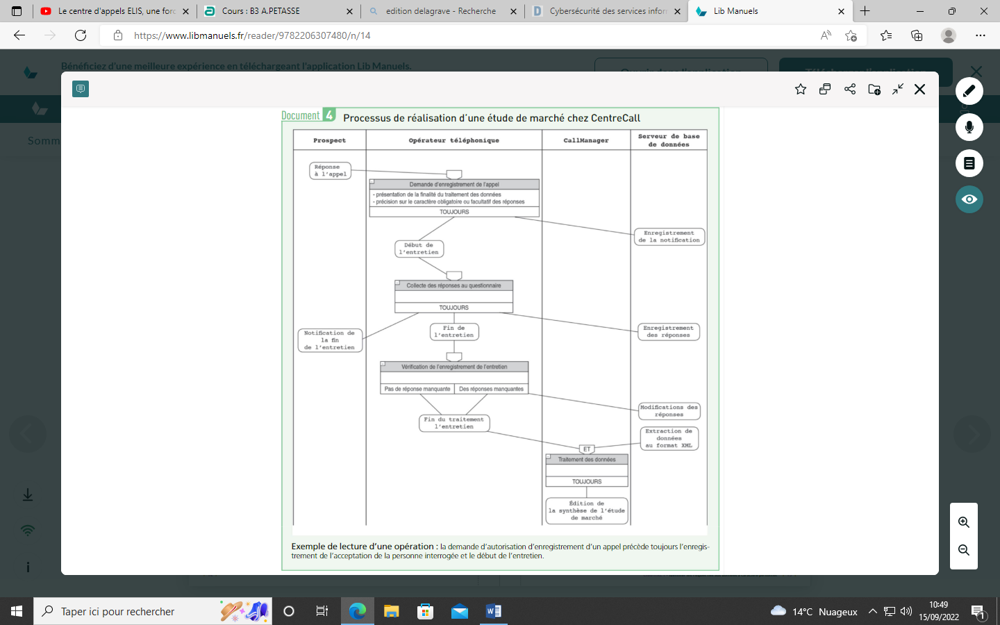 Le centre d'appels ELIS, une forc
Cours : B3 A.PETASSE
edition delagrave - Recherche
Cybersécurité des services inforn
Lib Manuels
https://www.libmanuels.fr/reader/9782206307480/n/14
Bénéficiez d'une meilleure expérience en téléchargeant l'application Lib Manuels.
Somm
Document 4 Processus de réalisation d'une étude de marché chez CentreCall
Prospect
Opérateur téléphonique
CallManager
Serveur de base
de données
Réponse
à l'appel
Demande d'enregistrement de l'appel
- présentation de la finalité du traitement des données
- précision sur le caractère obligatoire ou facultatif des réponses
TOUJOURS
Enregistrement
de la notification
Début de
l'entretien
Collecte des réponses au questionnaire
TOUJOURS
Notification de
la fin
de l'entretien
Fin de
l'entretien
Enregistrement
des réponses
Vérification de l'enregistrement de l'entretien
Pas de réponse manquante
Des réponses manquantes
Modifications des
réponses
Fin du traitement
l'entretien
Extraction de
données
au format XML
ET
Traitement des données
TOUJOURS
Édition de
la synthèse de l'étude
de marché
Exemple de lecture d'une opération : la demande d'autorisation d'enregistrement d'un appel précède toujours l'enregis-
trement de l'acceptation de la personne interrogée et le début de l'entretien.
Taper ici pour rechercher
14°C Nuageux
10:49
15/09/2022
1